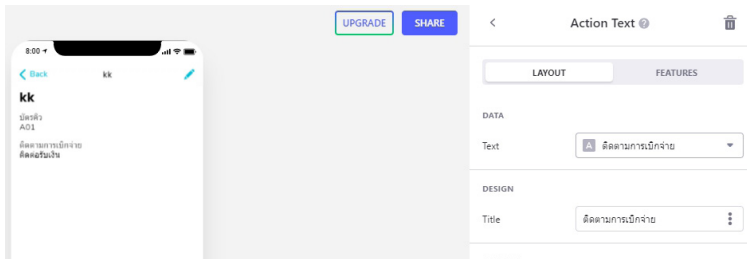 UPGRADE
SHARE
Action Text
8:00
Back
kk
kk
บัตรคิว
A01
ติดตามการเบิกจ่าย
ติดต่อรับเงิน
LAYOUT
FEATURES
DATA
Text
A ติดตามการเบิกจ่าย
DESIGN
Title
ติดตามการเบิกจ่าย